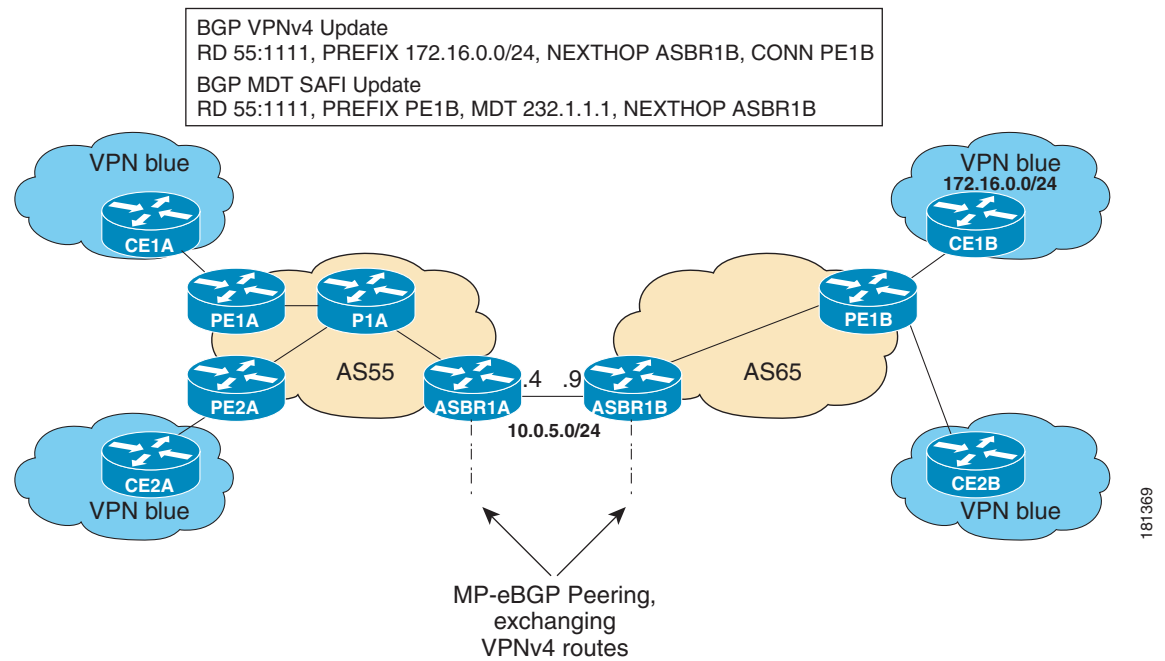 BGP VPNv4 Update
RD 55:1111, PREFIX 172.16.0.0/24, NEXTHOP ASBR1B, CONN PE1B
BGP MDT SAFI Update
RD 55:1111, PREFIX PE1B, MDT 232.1.1.1, NEXTHOP ASBR1B
VPN blue
CE1A
VPN blue
172.16.0.0/24
CE1B
PE1A
P1A
PE1B
AS55
AS65
PE2A
ASBR1A
.4
.9
ASBR1B
10.0.5.0/24
CE2A
VPN blue
CE2B
VPN blue
MP-eBGP Peering,
exchanging
VPNv4 routes
181369